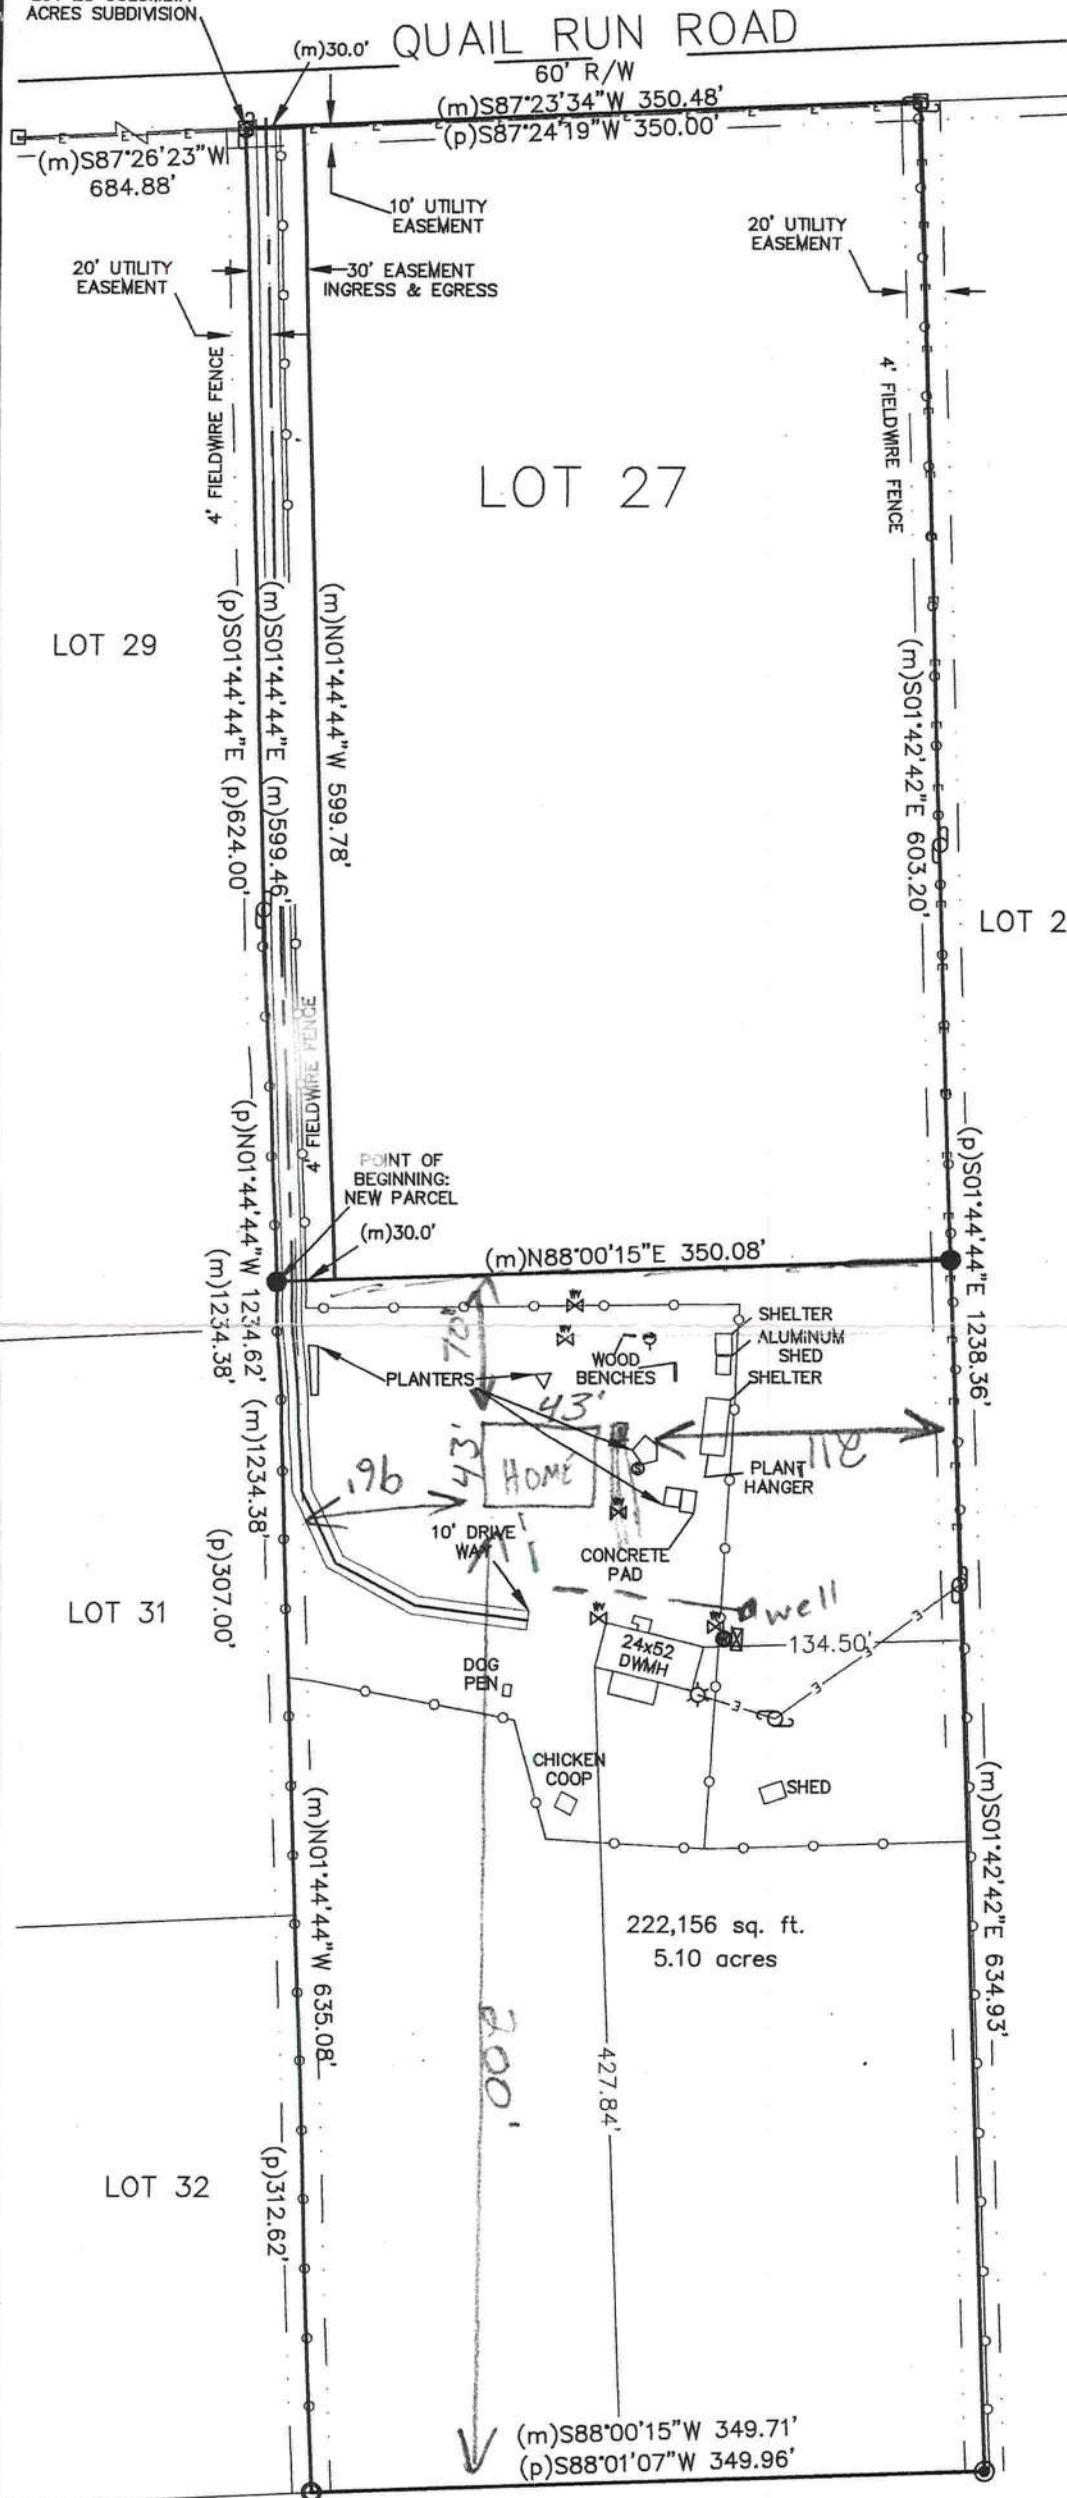 ACRES SUBDIVISION
(m)30.0'
QUAIL RUN ROAD
60' R/W
(m)S87°23'34"W 350.48'
(p)S87°24'19"W 350.00'
(m)S87°26'23"W
684.88'
10' UTILITY
EASEMENT
20' UTILITY
EASEMENT
20' UTILITY
EASEMENT
30' EASEMENT
INGRESS & EGRESS
4' FIELDWIRE FENCE
4' FIELDWIRE FENCE
LOT 27
LOT 29
(p)S01°44'44"E (p)624.00'
(m)S01°44'44"E (m)599.46'
(m)N01°44'44"W 599.78'
(m)S01°42'42"E 603.20'
LOT 2
4' FIELDWIRE FENCE
(p)N01°44'44"W 1234.62' (m)1234.38'
(m)1234.38'
POINT OF
BEGINNING:
NEW PARCEL
(m)30.0'
(m)N88°00'15"E 350.08'
(p)S01°44'44"E 1238.36'
SHELTER
ALUMINUM
SHED
WOOD
BENCHES
SHELTER
PLANTERS
43'
43'
HOME
118
PLANT
HANGER
96'
10' DRIVE
WAY
CONCRETE
PAD
(p)307.00'
LOT 31
well
24x52
DWMH
134.50'
DOG
PEN
CHICKEN
COOP
SHED
(m)N01°44'44"W 635.08'
(m)S01°42'42"E 634.93'
222,156 sq. ft.
5.10 acres
200'
427.84'
LOT 32
(p)312.62'
(m)S88°00'15"W 349.71'
(p)S88°01'07"W 349.96'